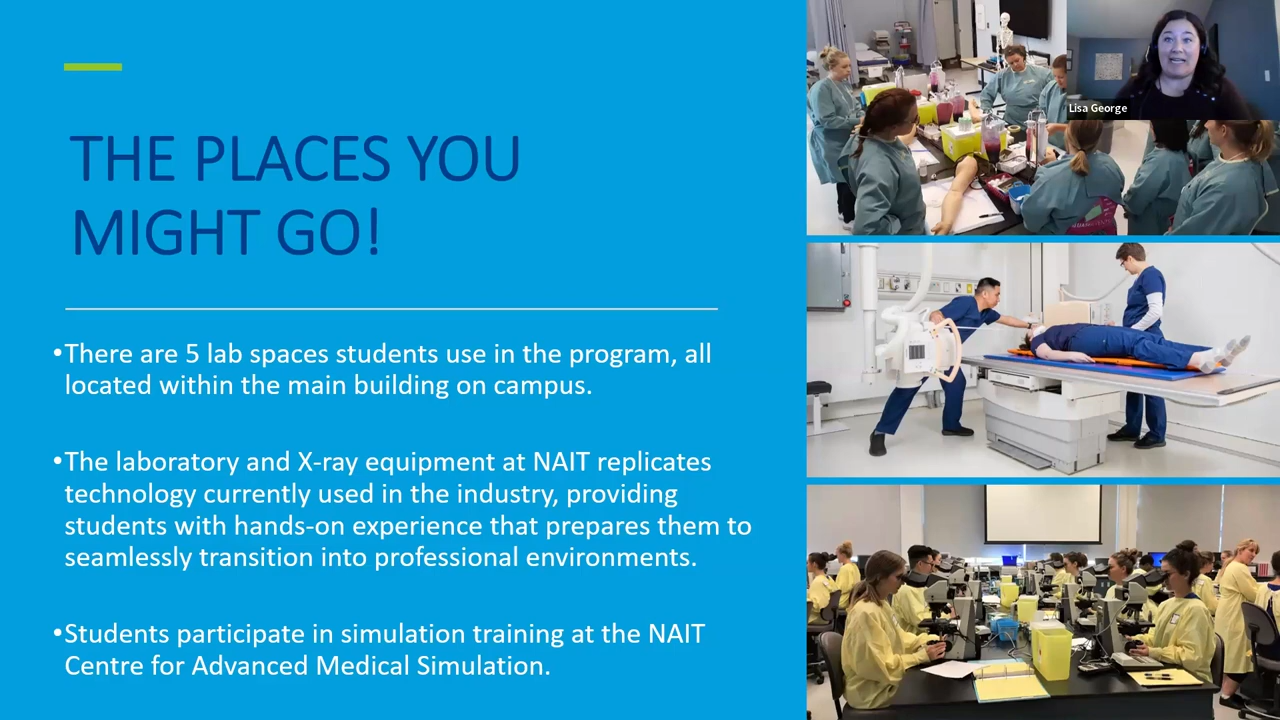 THE PLACES YOU
MIGHT GO!
•There are 5 lab spaces students use in the program, all
located within the main building on campus.
•The laboratory and X-ray equipment at NAIT replicates
technology currently used in the industry, providing
students with hands-on experience that prepares them to
seamlessly transition into professional environments.
•Students participate in simulation training at the NAIT
Centre for Advanced Medical Simulation.
Lisa George